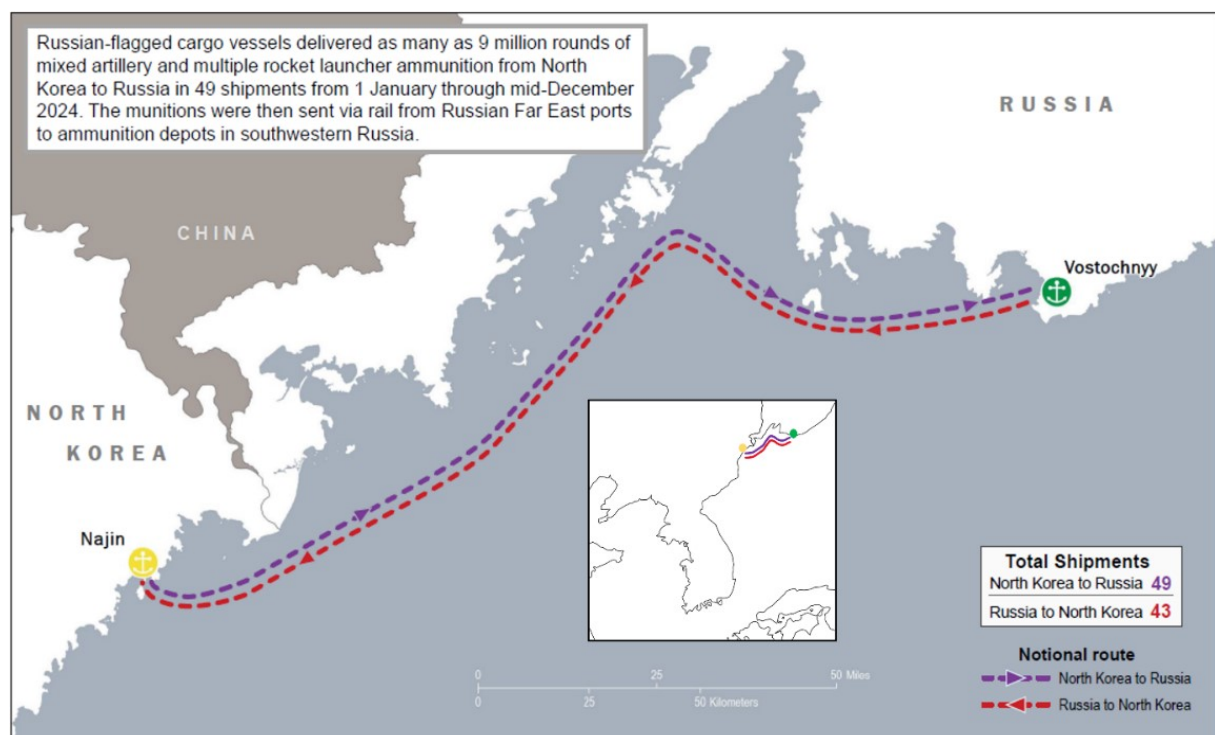 Russian-flagged cargo vessels delivered as many as 9 million rounds of
mixed artillery and multiple rocket launcher ammunition from North
Korea to Russia in 49 shipments from 1 January through mid-December
2024. The munitions were then sent via rail from Russian Far East ports
to ammunition depots in southwestern Russia.
RUSSIA
CHINA
Vostochnyy
NORTH
KOREA
Najin
Total Shipments
North Korea to Russia 49
Russia to North Korea 43
0 25 50 Miles
0 50 Kilometers
Notional route
North Korea to Russia
Russia to North Korea